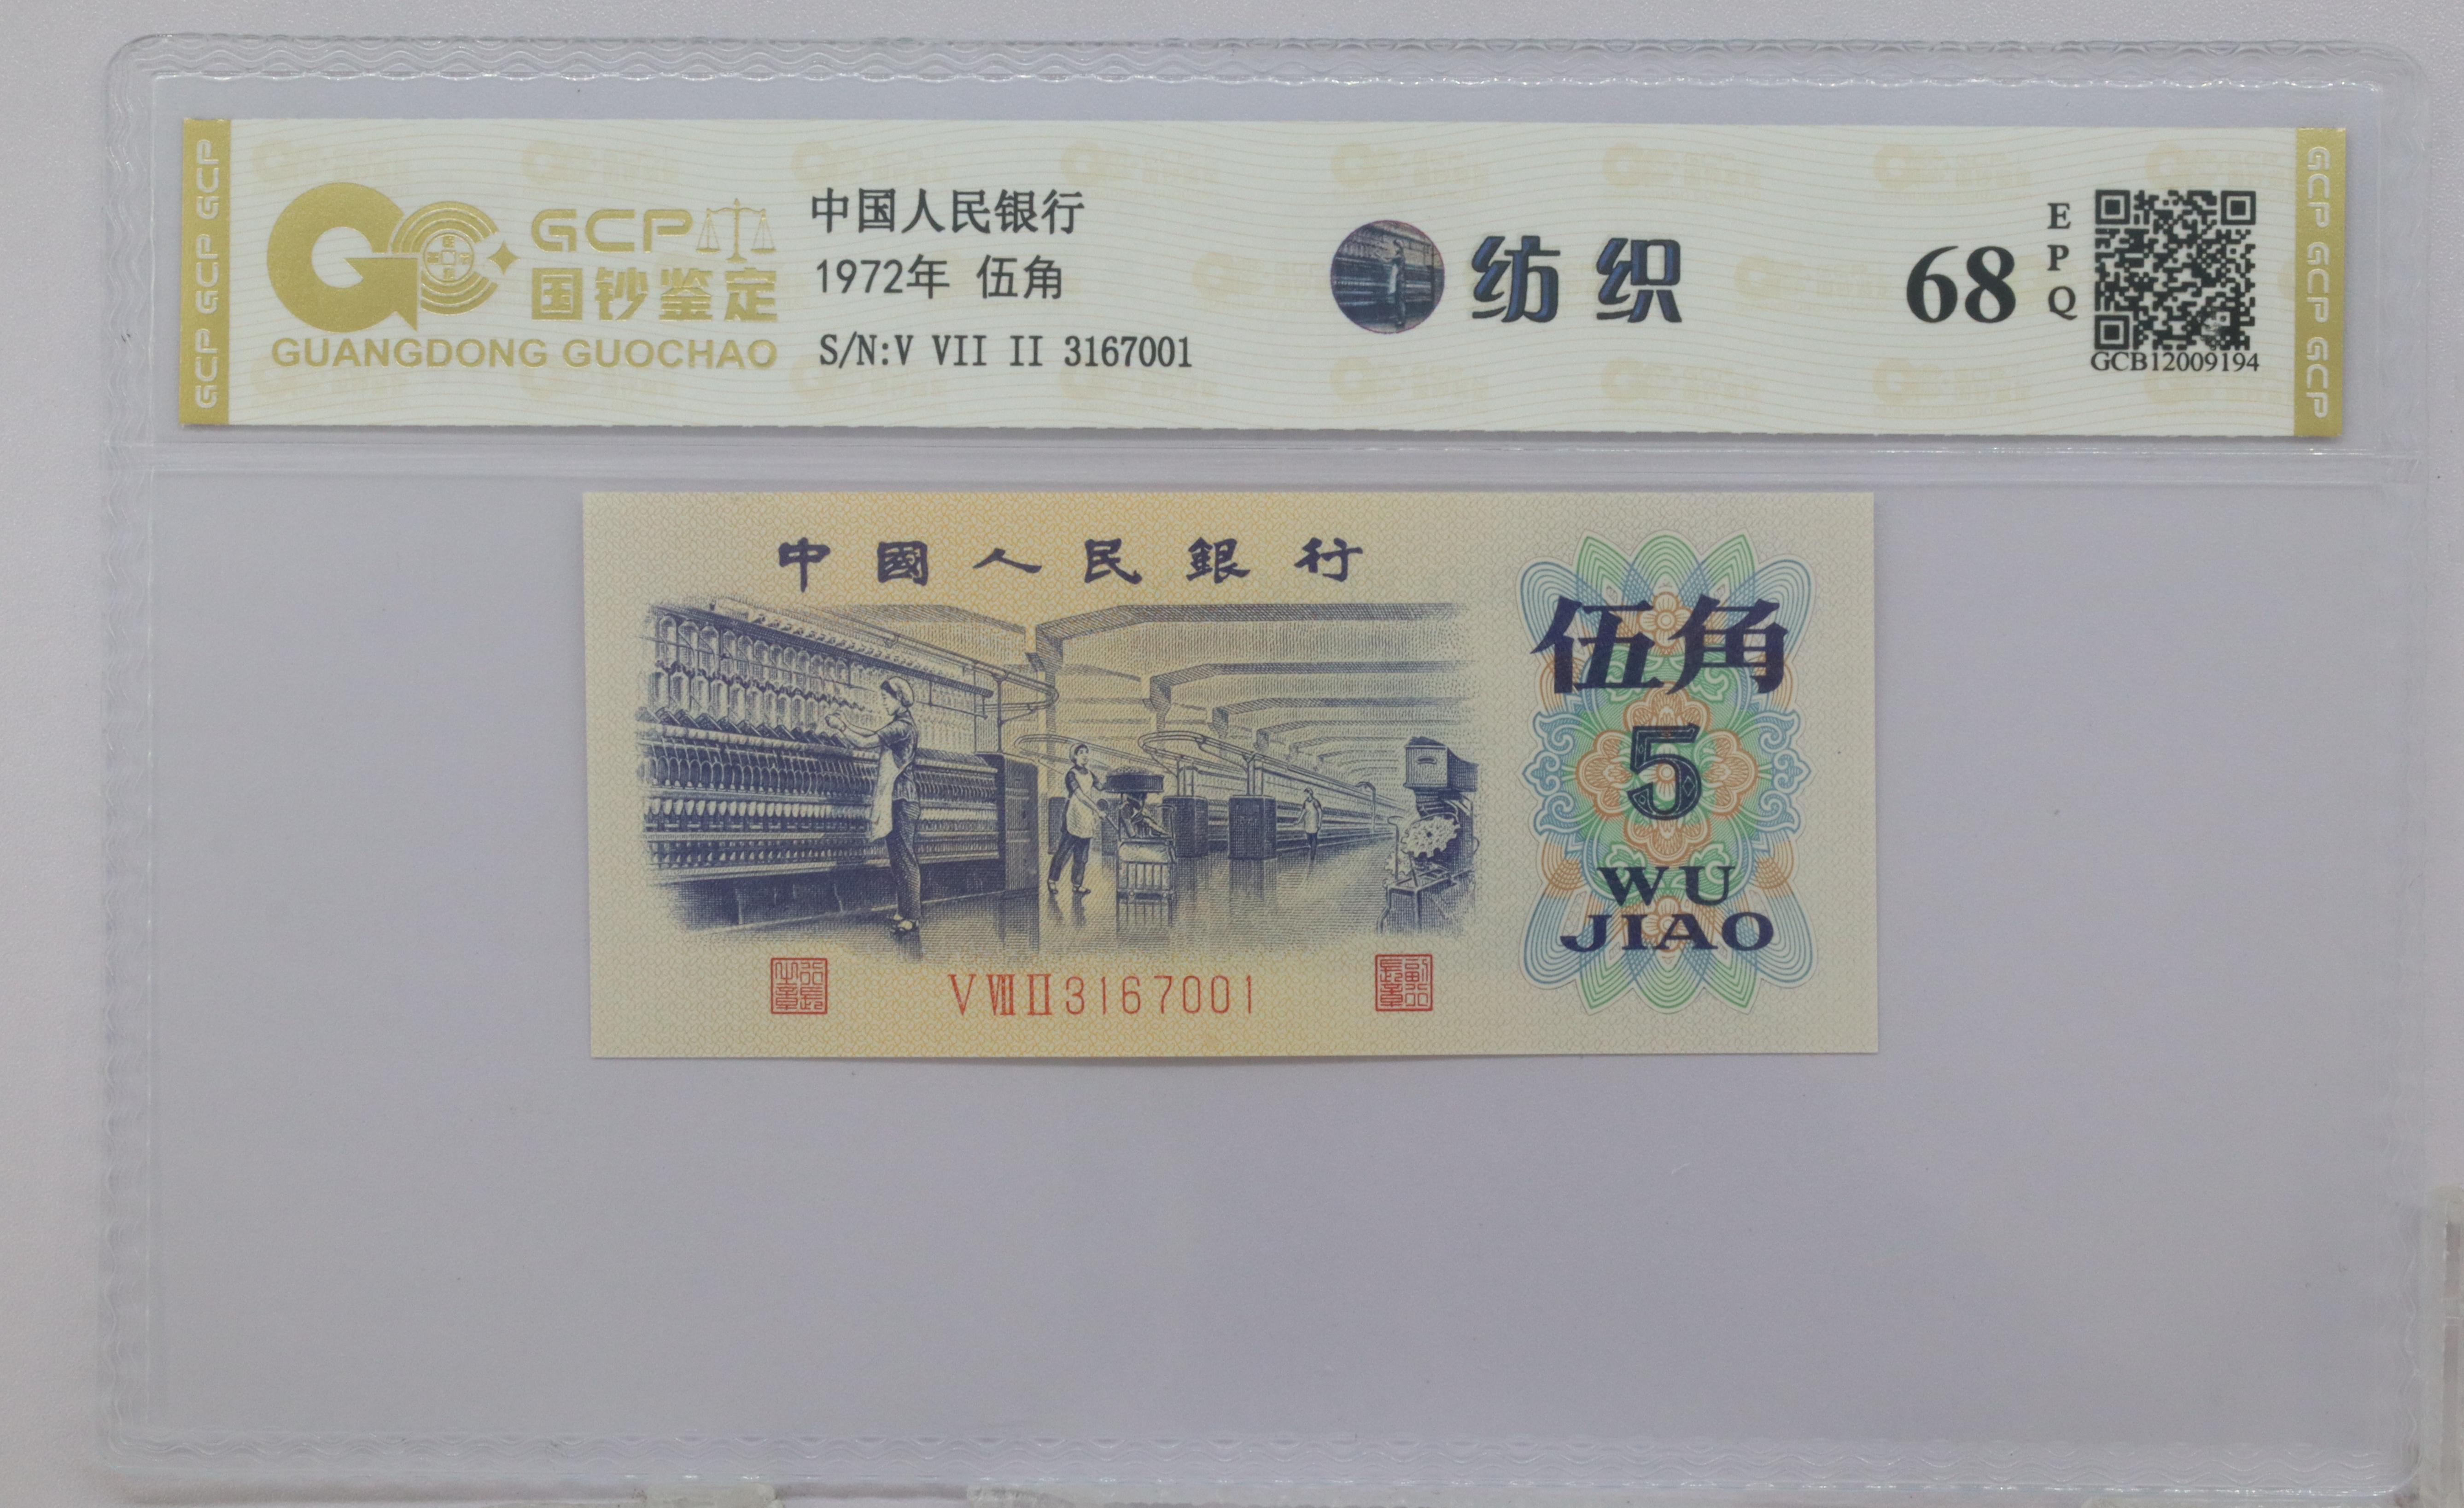 GCP GCP GCP
GCP
国钞鉴定
GUANGDONG GUOCHAO
中国人民银行
1972年 伍角
S/N:V VII II 3167001
纺织
68
EPQ
GCB12009194
GCP GCP GCP
中國人民銀行
伍角
5
WU
JIAO
V VIII II 3167001